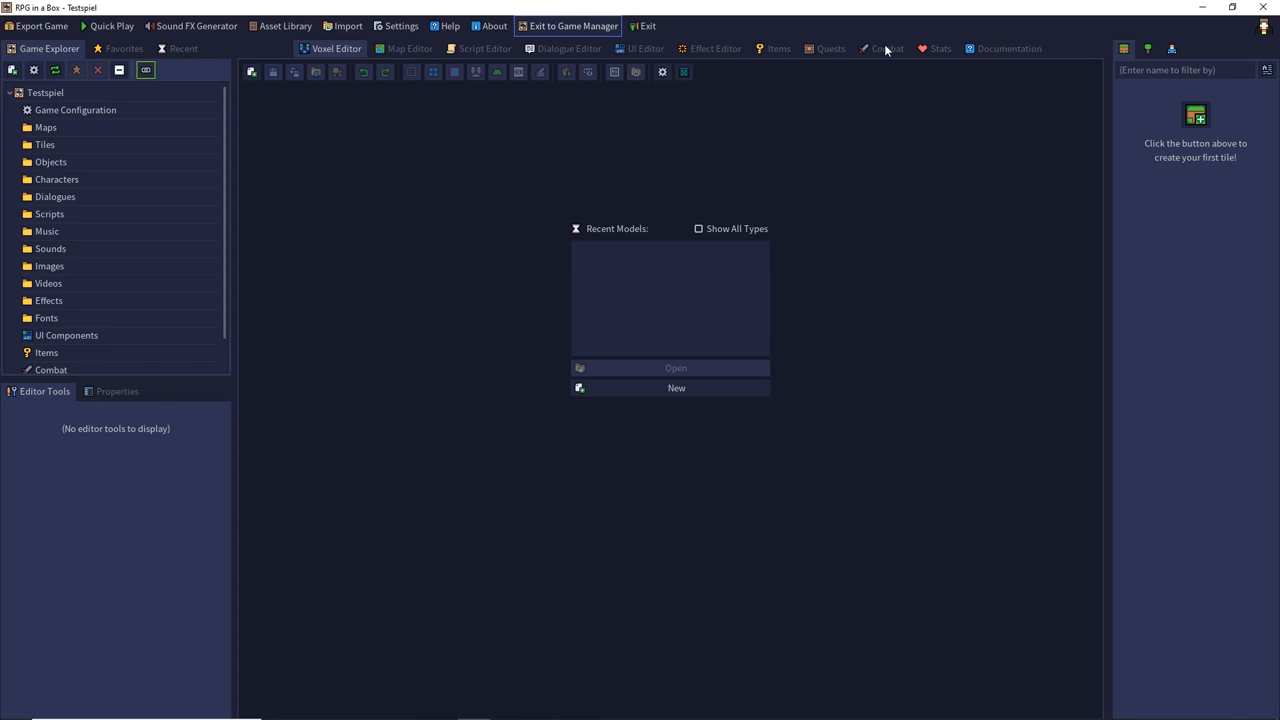 RPG in a Box - Testspiel
Export Game Quick Play Sound FX Generator Asset Library Import Settings Help About Exit to Game Manager Exit
Game Explorer Favorites Recent Voxel Editor Map Editor Script Editor Dialogue Editor UI Editor Effect Editor Items Quests Combat Stats Documentation
(Enter name to filter by)
Testspiel
Game Configuration
Maps
Tiles
Objects
Characters
Dialogues
Scripts
Music
Sounds
Images
Videos
Effects
Fonts
UI Components
Items
Combat
Editor Tools Properties
(No editor tools to display)
Recent Models: Show All Types
Open
New
Click the button above to
create your first tile!